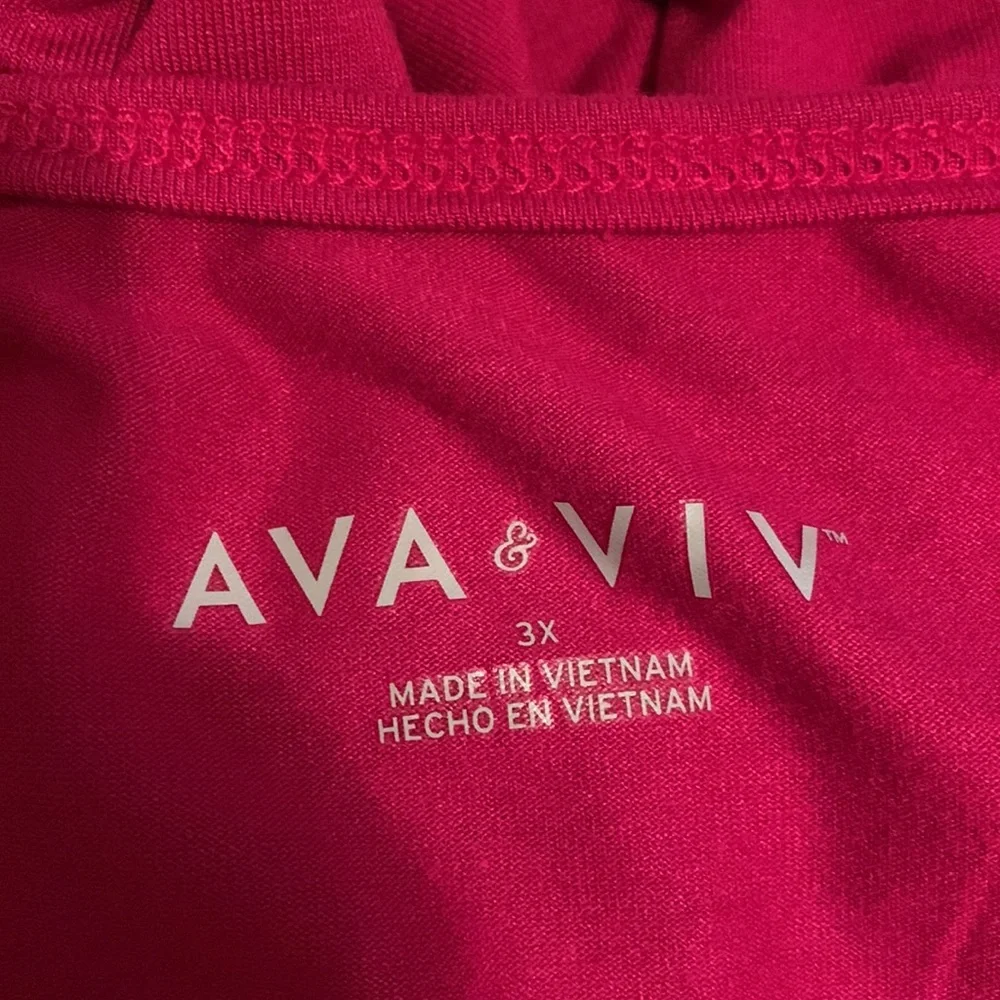 AVA & VIV™
3X
MADE IN VIETNAM
HECHO EN VIETNAM